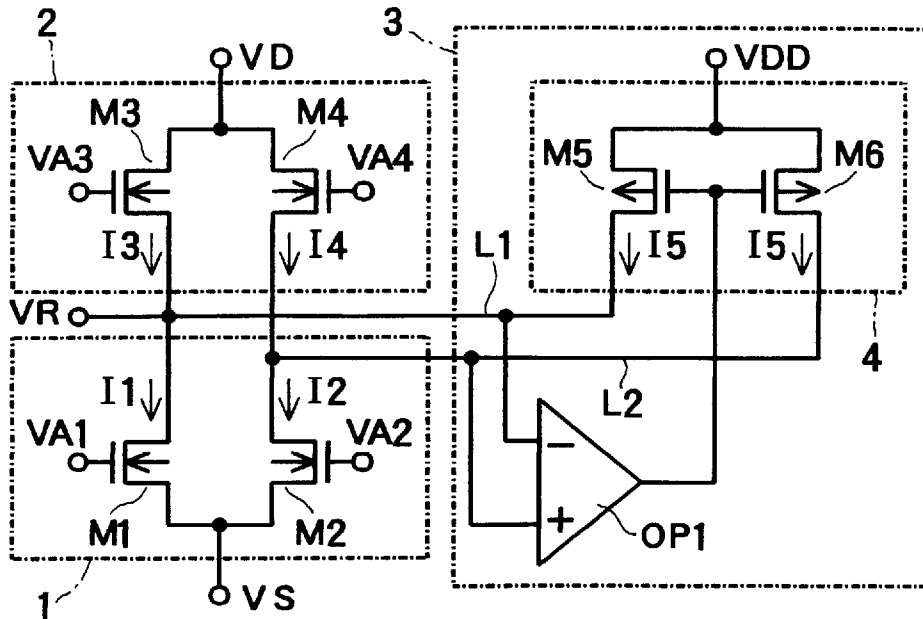 2
3
VD
VDD
M3
M4
M5
M6
VA3
VA4
I3
I4
I5
I5
L1
VR
4
L2
I1
I2
VA1
VA2
M1
M2
OP1
1
VS
−
+